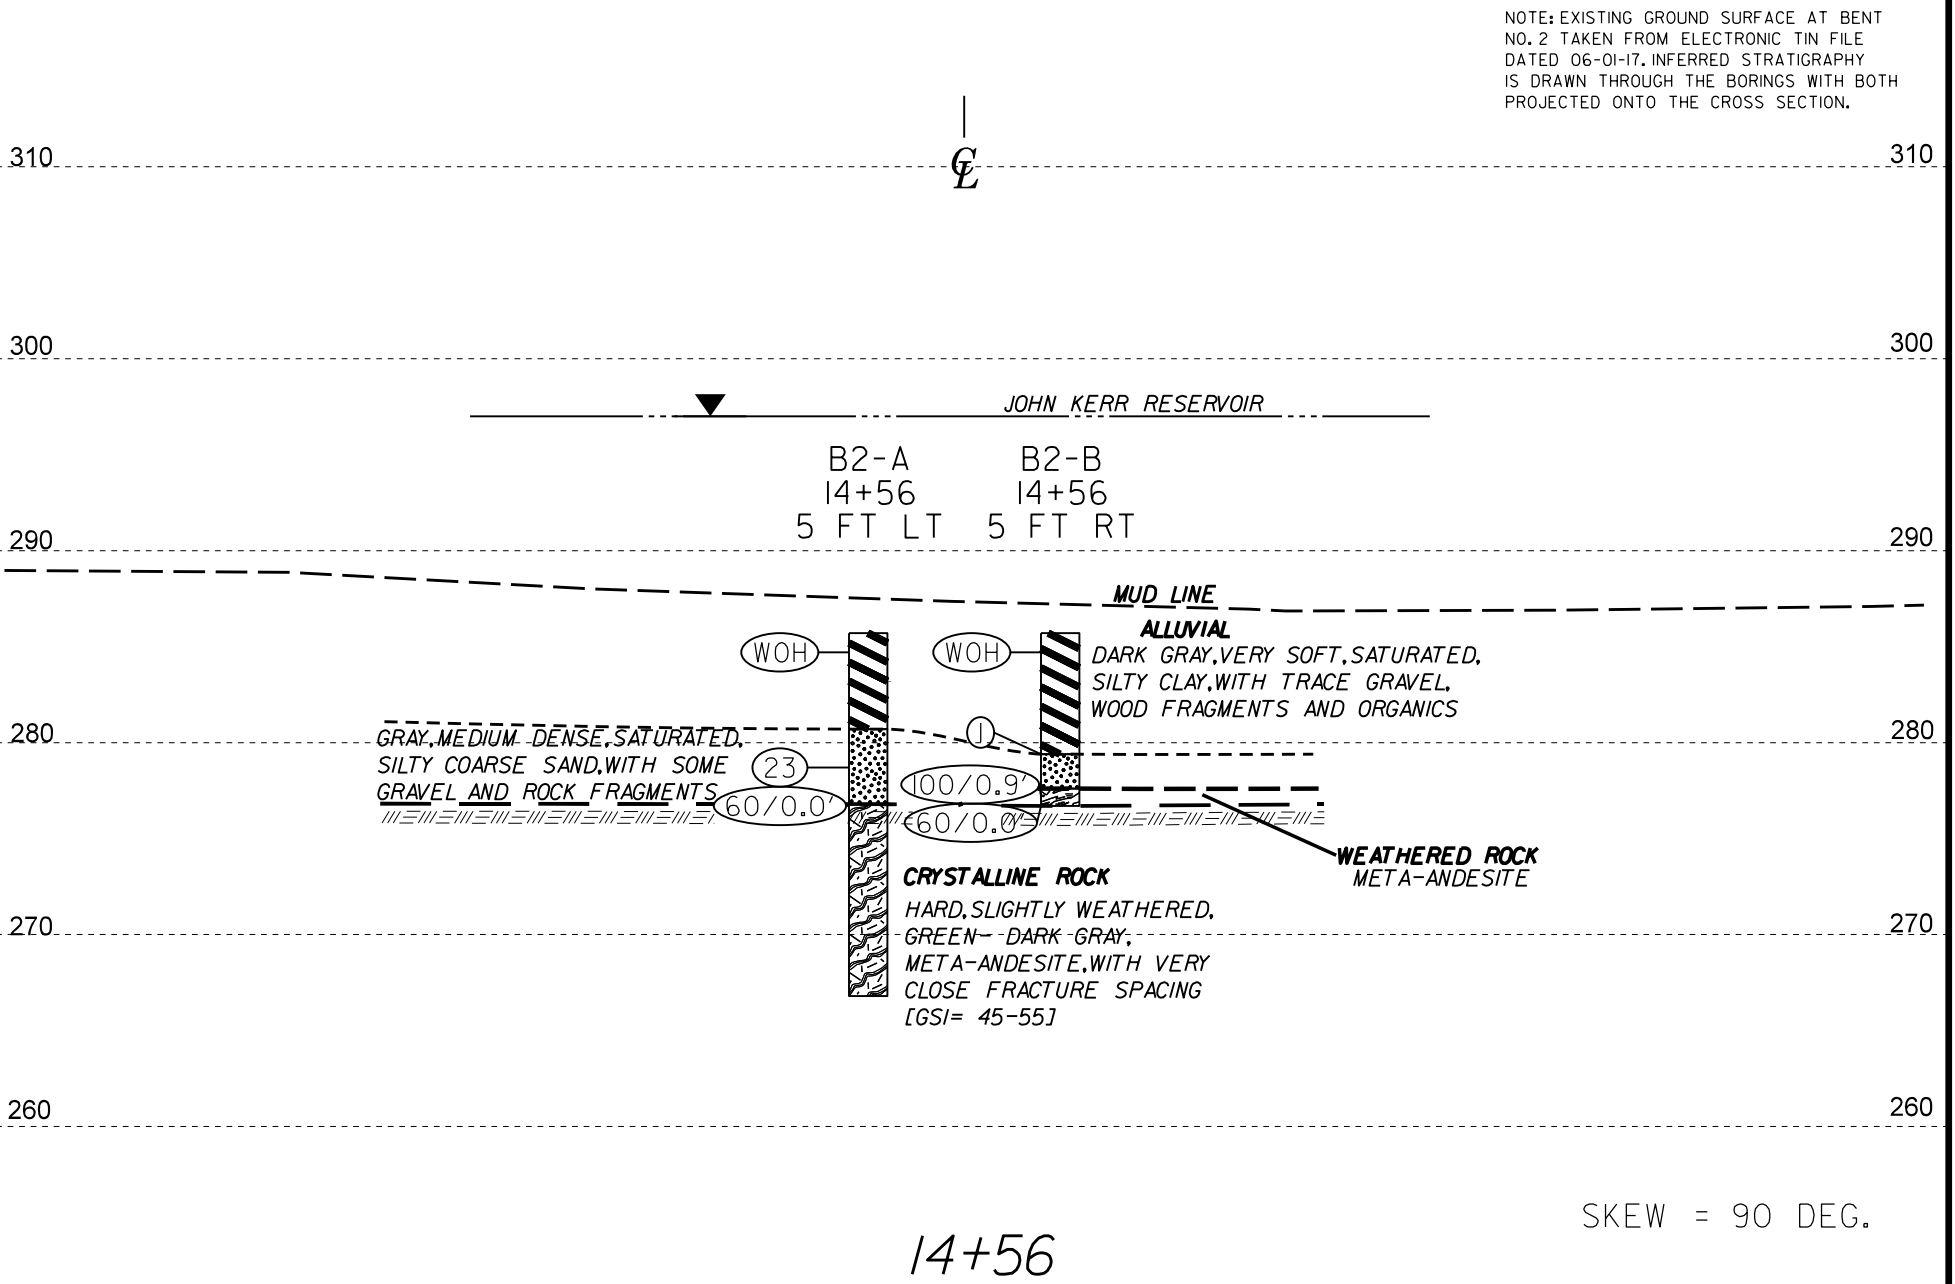 NOTE: EXISTING GROUND SURFACE AT BENT
NO. 2 TAKEN FROM ELECTRONIC TIN FILE
DATED 06-01-17. INFERRED STRATIGRAPHY
IS DRAWN THROUGH THE BORINGS WITH BOTH
PROJECTED ONTO THE CROSS SECTION.
℄
310
310
300
300
JOHN KERR RESERVOIR
B2-A
14+56
5 FT LT
B2-B
14+56
5 FT RT
290
290
MUD LINE
ALLUVIAL
WOH
WOH
DARK GRAY, VERY SOFT, SATURATED,
SILTY CLAY, WITH TRACE GRAVEL,
WOOD FRAGMENTS AND ORGANICS
280
280
GRAY, MEDIUM DENSE, SATURATED,
SILTY COARSE SAND, WITH SOME
GRAVEL AND ROCK FRAGMENTS
1
23
100/0.9'
60/0.0'
60/0.0'
WEATHERED ROCK
META-ANDESITE
CRYSTALLINE ROCK
HARD, SLIGHTLY WEATHERED,
GREEN- DARK GRAY,
META-ANDESITE, WITH VERY
CLOSE FRACTURE SPACING
[GSI= 45-55]
270
270
260
260
SKEW = 90 DEG.
14+56